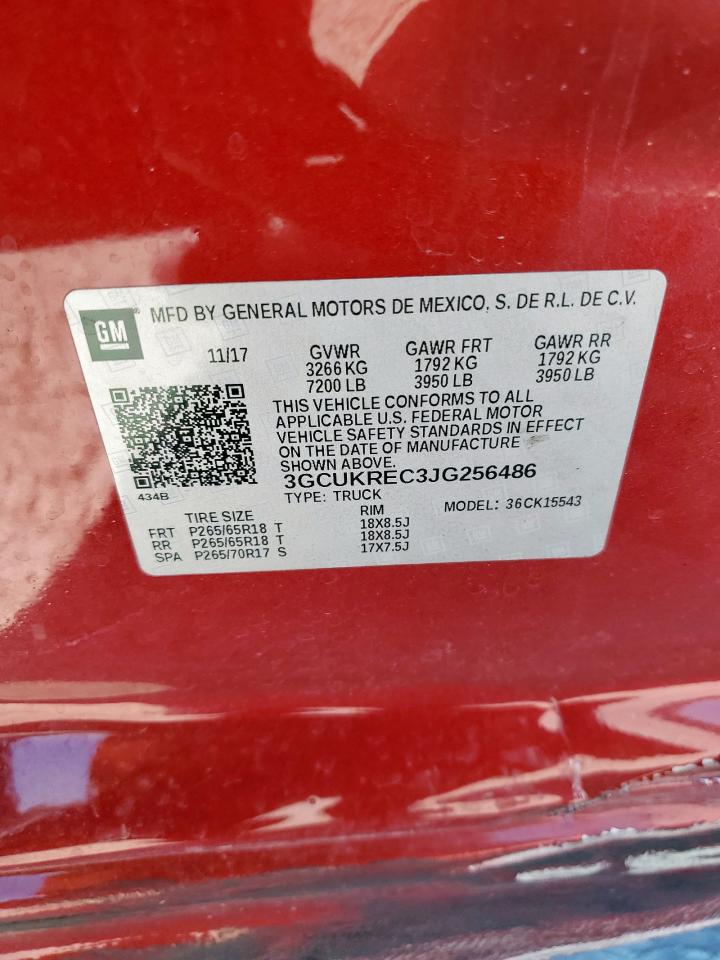 GM ® MFD BY GENERAL MOTORS DE MEXICO, S. DE R.L. DE C.V.
11/17 GVWR GAWR FRT GAWR RR
3266 KG 1792 KG 1792 KG
7200 LB 3950 LB 3950 LB
THIS VEHICLE CONFORMS TO ALL
APPLICABLE U.S. FEDERAL MOTOR
VEHICLE SAFETY STANDARDS IN EFFECT
ON THE DATE OF MANUFACTURE
SHOWN ABOVE.
3GCUKREC3JG256486
434B TYPE: TRUCK MODEL: 36CK15543
TIRE SIZE RIM
FRT P265/65R18 T 18X8.5J
RR P265/65R18 T 18X8.5J
SPA P265/70R17 S 17X7.5J